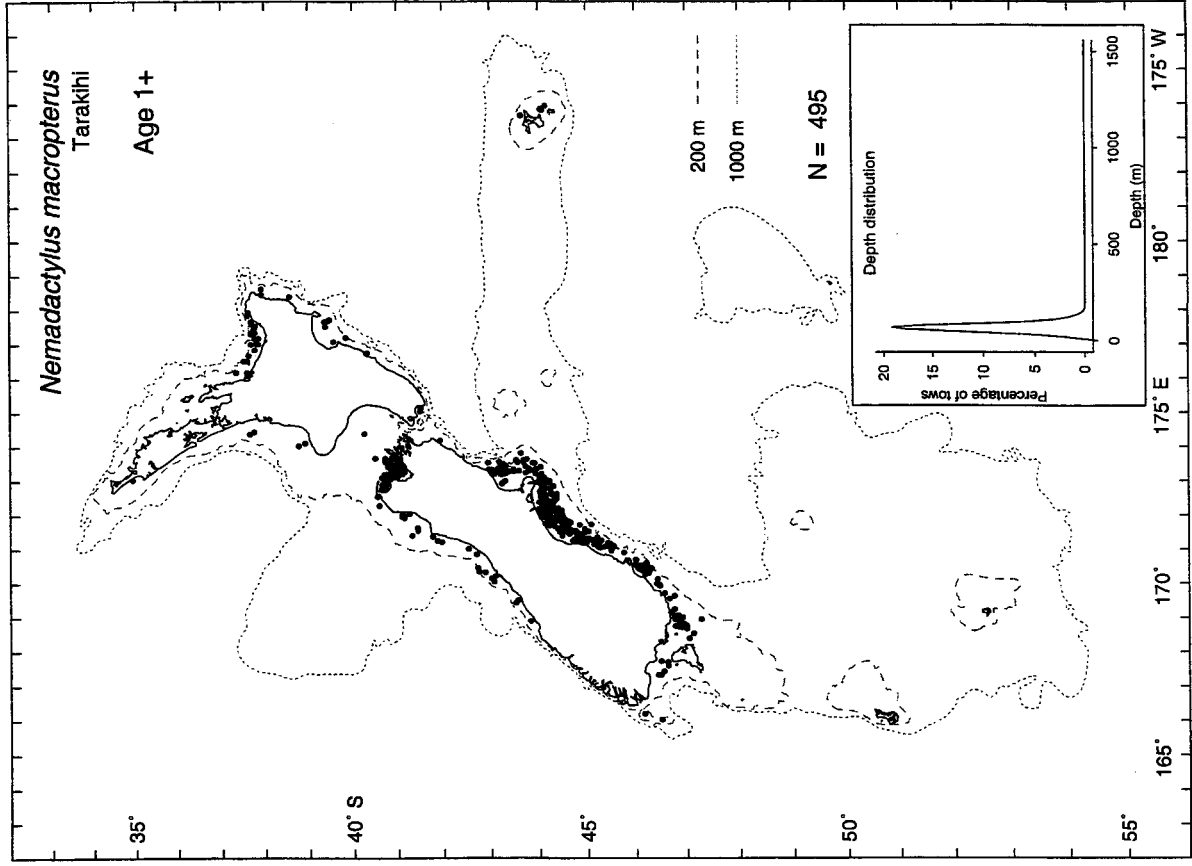 Nemadactylus macropterus
Tarakihi
Age 1+
35°
40° S
45°
50°
55°
165°
170°
175° E
180°
175° W
200 m
1000 m
N = 495
Depth distribution
Percentage of tows
20
15
10
5
0
0
500
1000
1500
Depth (m)